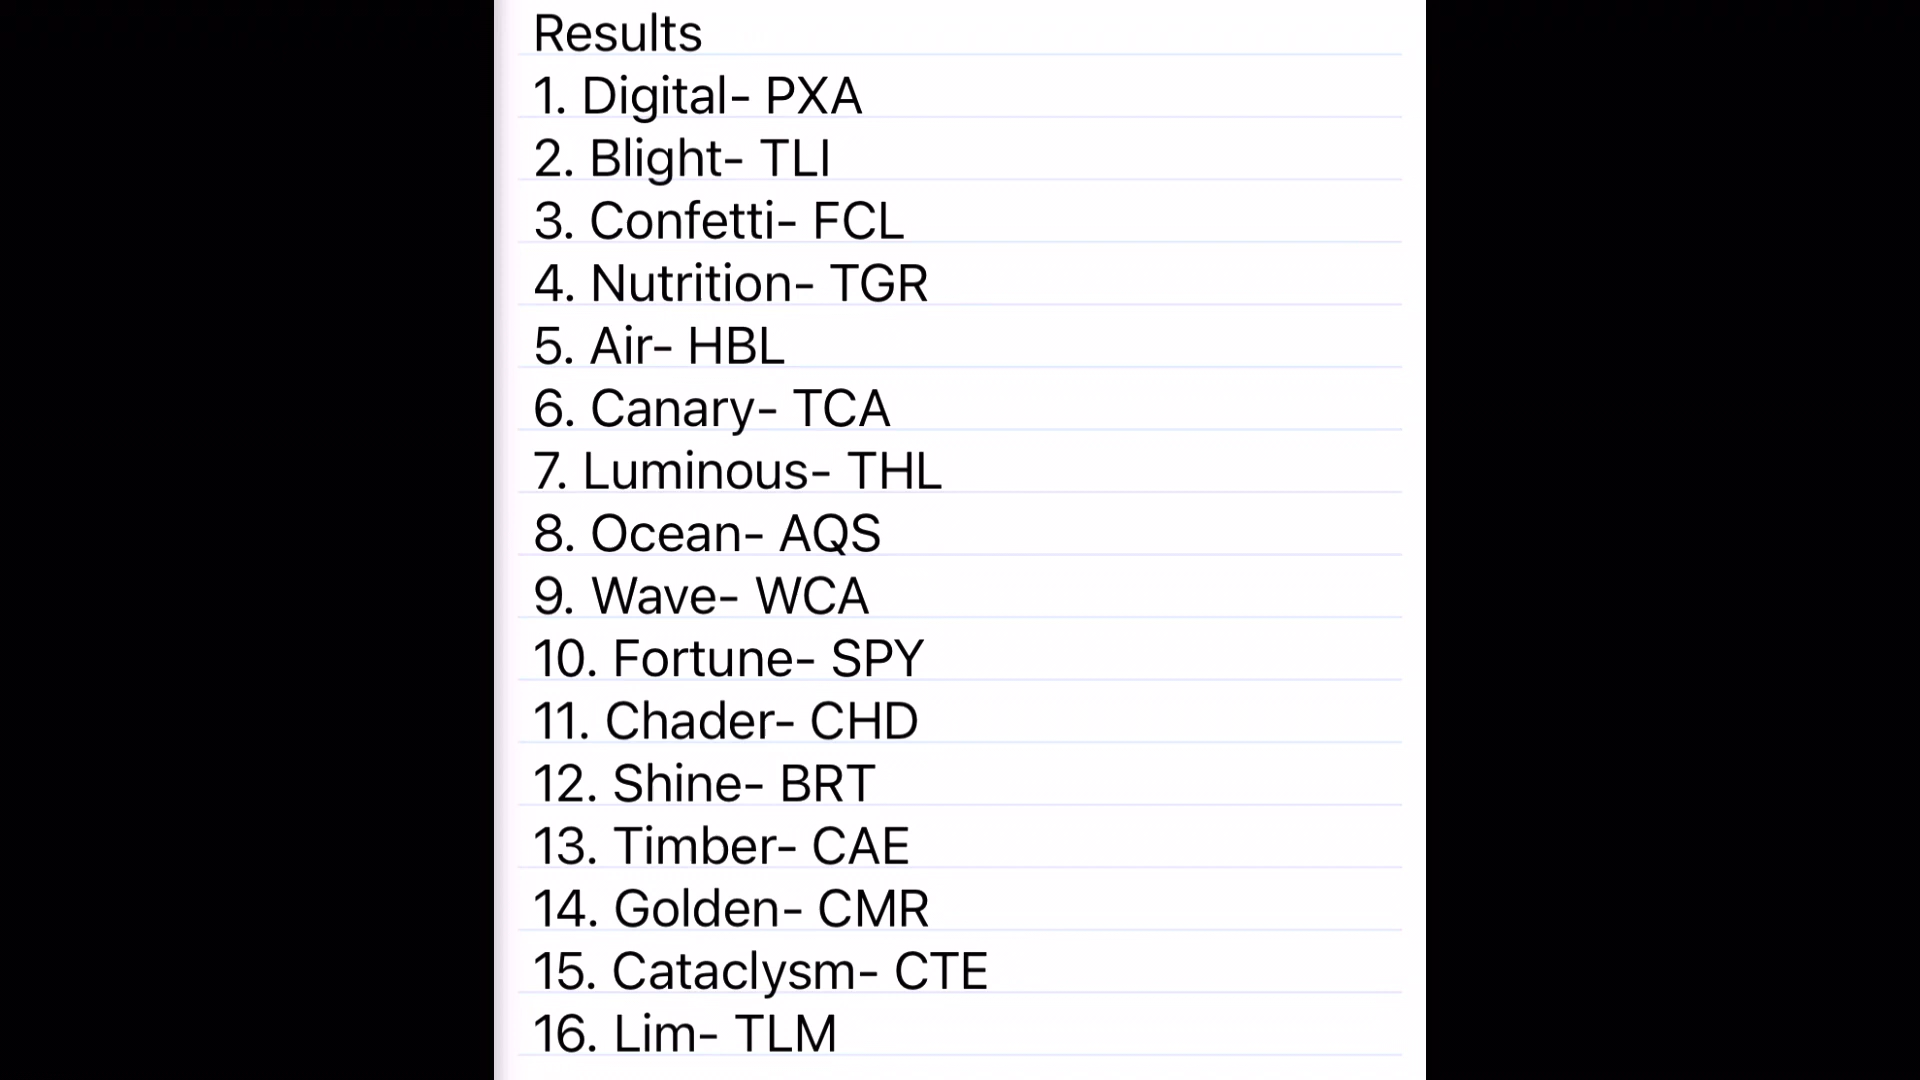 Results
1. Digital- PXA
2. Blight- TLI
3. Confetti- FCL
4. Nutrition- TGR
5. Air- HBL
6. Canary- TCA
7. Luminous- THL
8. Ocean- AQS
9. Wave- WCA
10. Fortune- SPY
11. Chader- CHD
12. Shine- BRT
13. Timber- CAE
14. Golden- CMR
15. Cataclysm- CTE
16. Lim- TLM